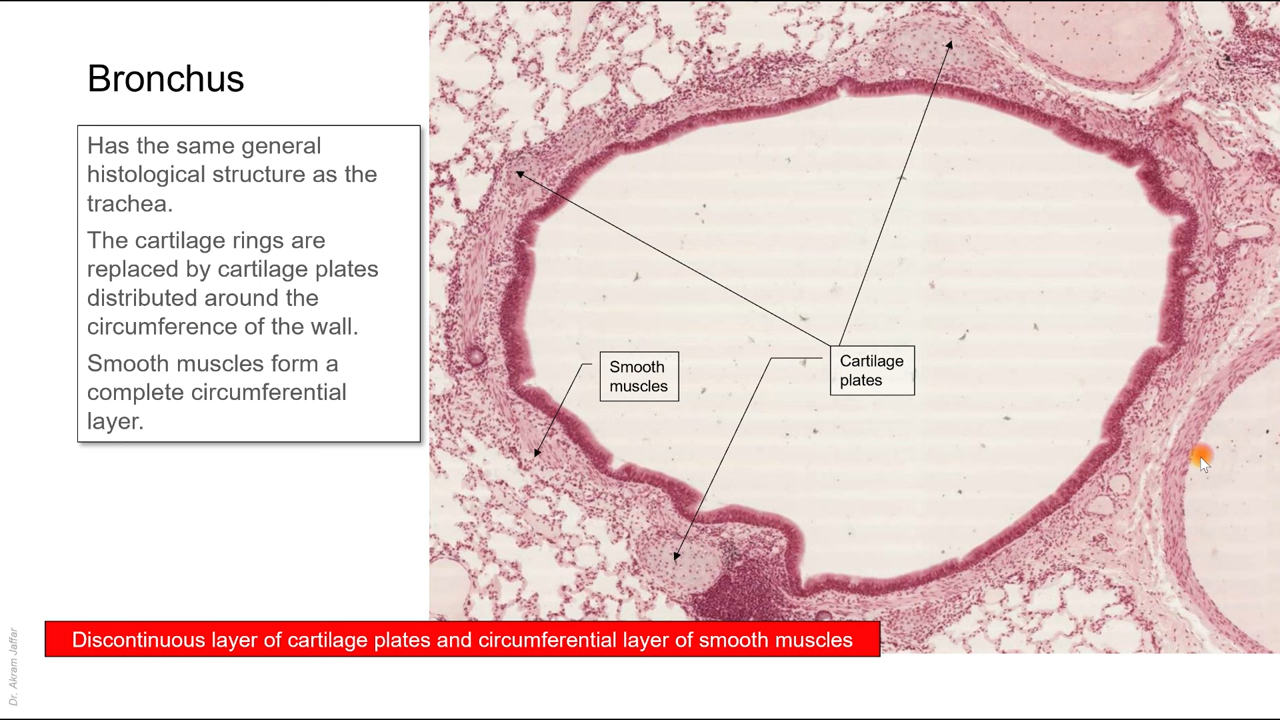 Bronchus
Has the same general
histological structure as the
trachea.
The cartilage rings are
replaced by cartilage plates
distributed around the
circumference of the wall.
Smooth muscles form a
complete circumferential
layer.
Smooth
muscles
Cartilage
plates
Discontinuous layer of cartilage plates and circumferential layer of smooth muscles
Dr. Akram Jaffar